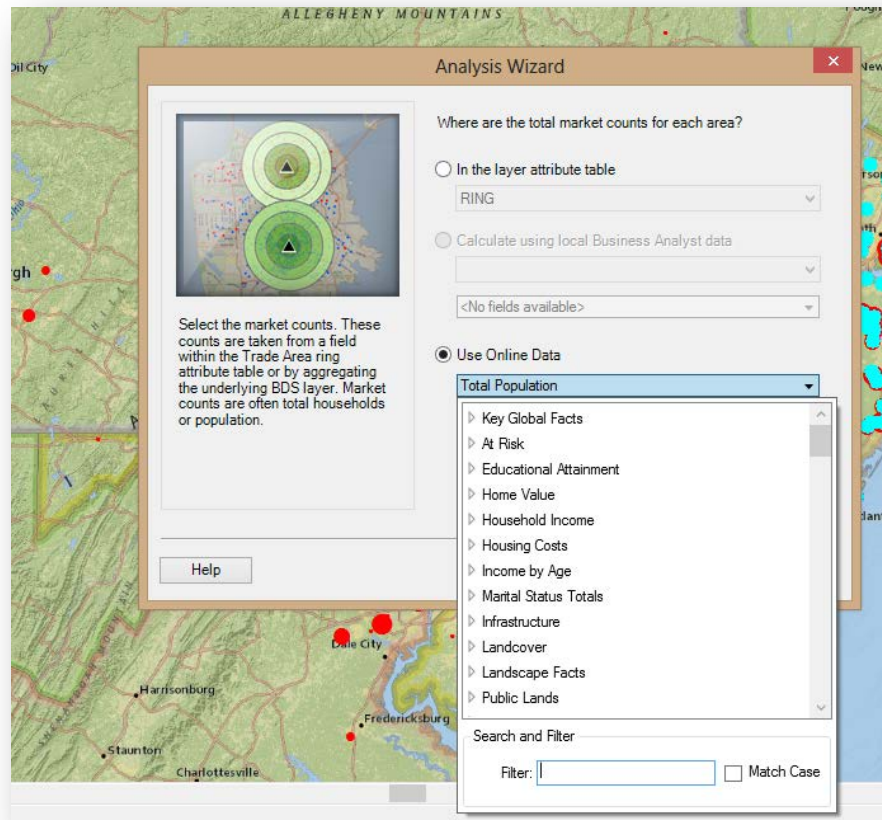 ALLEGHENY MOUNTAINS
Oil City
Analysis Wizard
Where are the total market counts for each area?
In the layer attribute table
RING
Calculate using local Business Analyst data
<No fields available>
Use Online Data
Total Population
Select the market counts. These
counts are taken from a field
within the Trade Area ring
attribute table or by aggregating
the underlying BDS layer. Market
counts are often total households
or population.
Key Global Facts
At Risk
Educational Attainment
Home Value
Household Income
Housing Costs
Income by Age
Marital Status Totals
Infrastructure
Landcover
Landscape Facts
Public Lands
Search and Filter
Filter:
Match Case
Help
Dale City
Harrisonburg
Fredericksburg
Staunton
Charlottesville